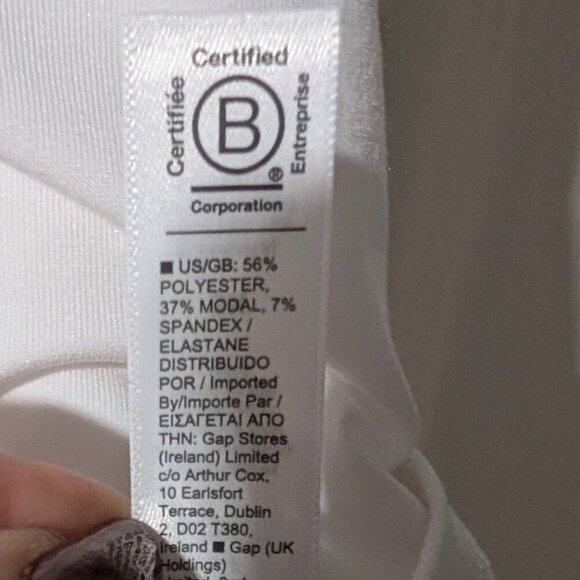 Certified
Certifiée
B
Entreprise
®
Corporation
■ US/GB: 56%
POLYESTER,
37% MODAL, 7%
SPANDEX /
ELASTANE
DISTRIBUIDO
POR / Imported
By/Importe Par /
ΕΙΣΑΓΕΤΑΙ ΑΠΟ
ΤΗΝ: Gap Stores
(Ireland) Limited
c/o Arthur Cox,
10 Earlsfort
Terrace, Dublin
2, D02 T380,
Ireland ■ Gap (UK
Holdings)